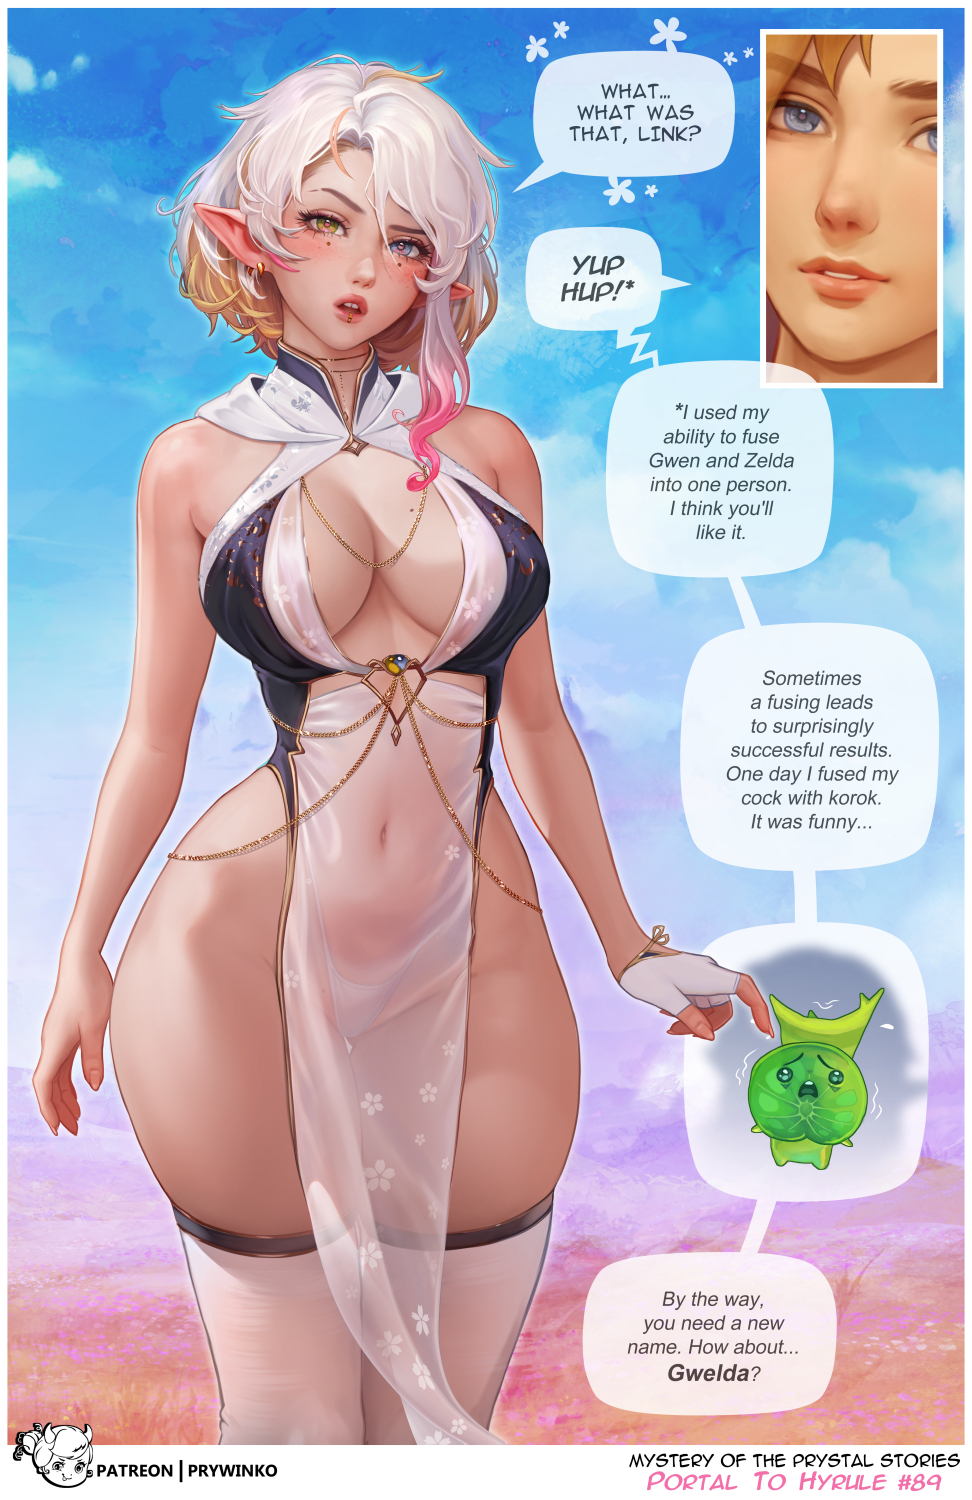 WHAT...
WHAT WAS
THAT, LINK?
YUP
HUP!*
*I used my
ability to fuse
Gwen and Zelda
into one person.
I think you'll
like it.
Sometimes
a fusing leads
to surprisingly
successful results.
One day I fused my
cock with korok.
It was funny...
By the way,
you need a new
name. How about...
Gwelda?
PATREON | PRYWINKO
MYSTERY OF THE PRYSTAL STORIES
PORTAL TO HYRULE #89